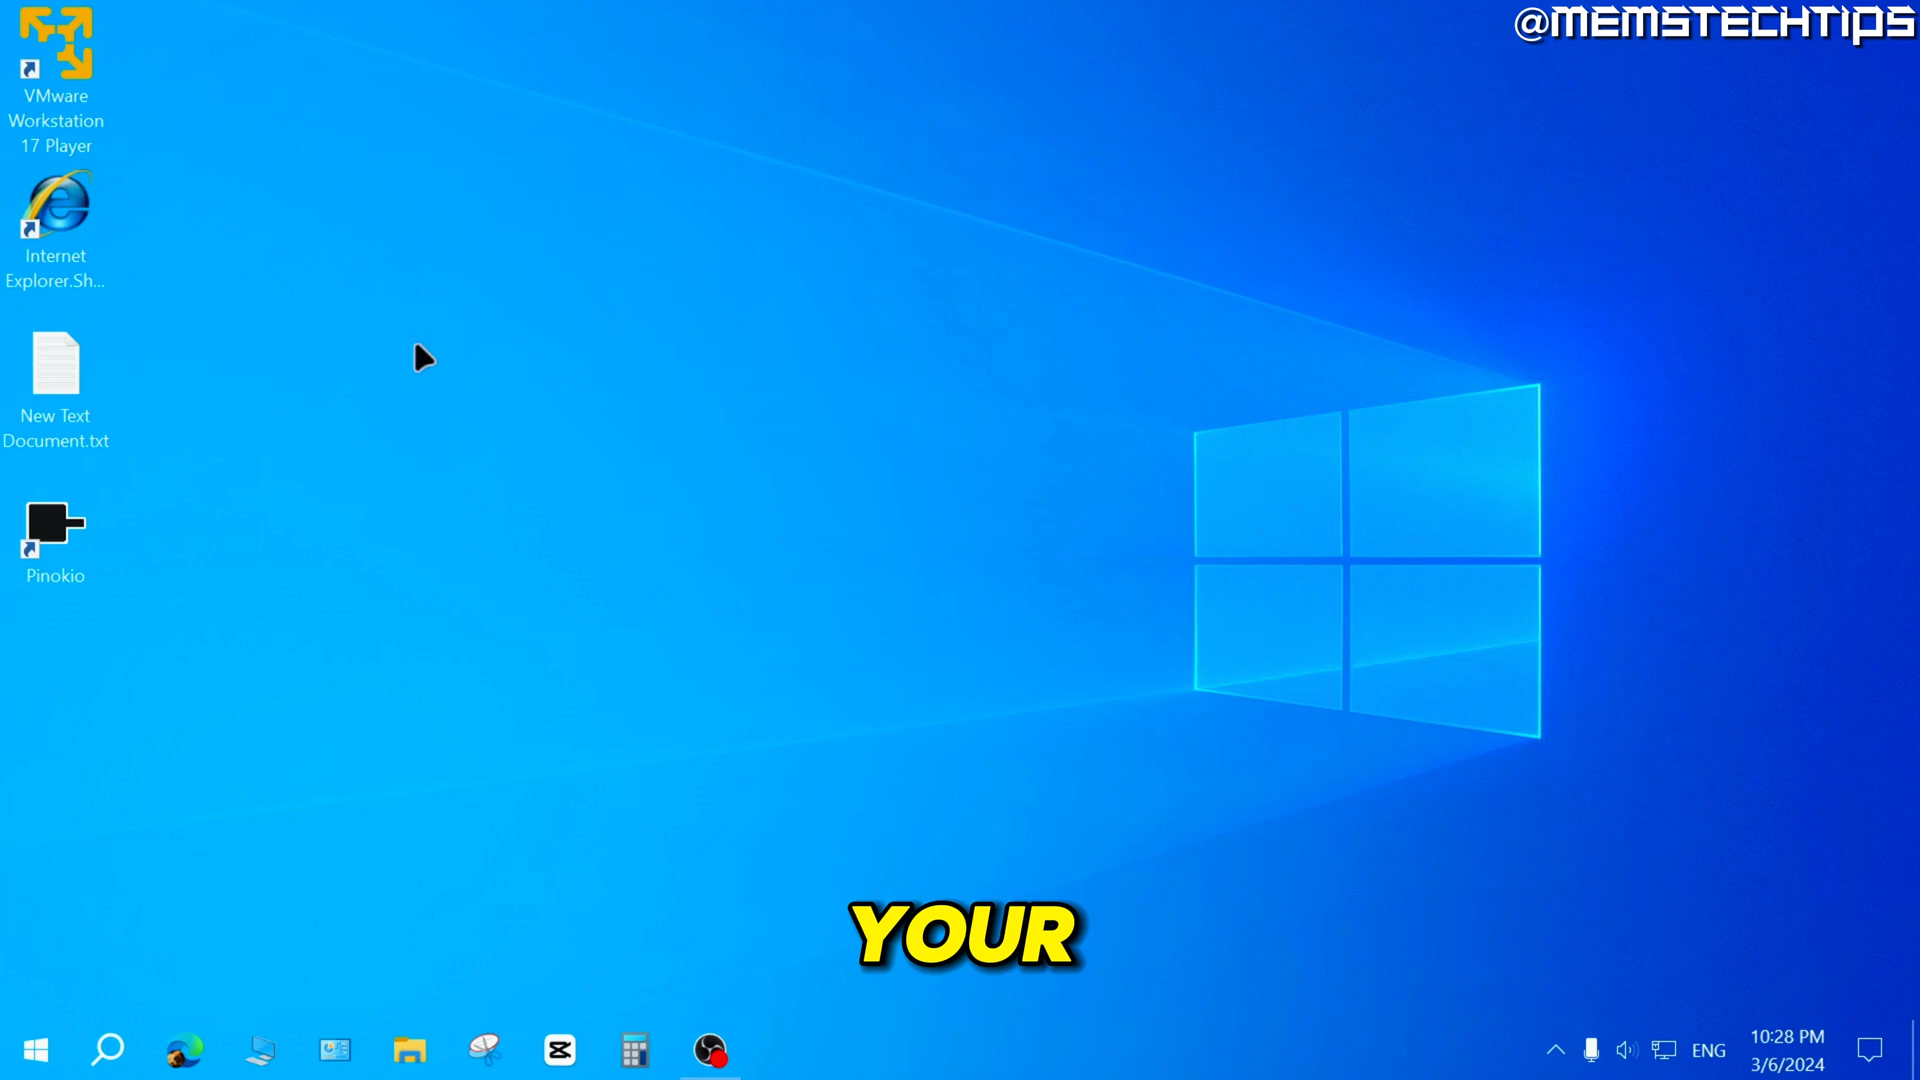 @MEMSTECHTIPS
VMware
Workstation
17 Player
Internet
Explorer.Sh...
New Text
Document.txt
Pinokio
YOUR
ENG
10:28 PM
3/6/2024